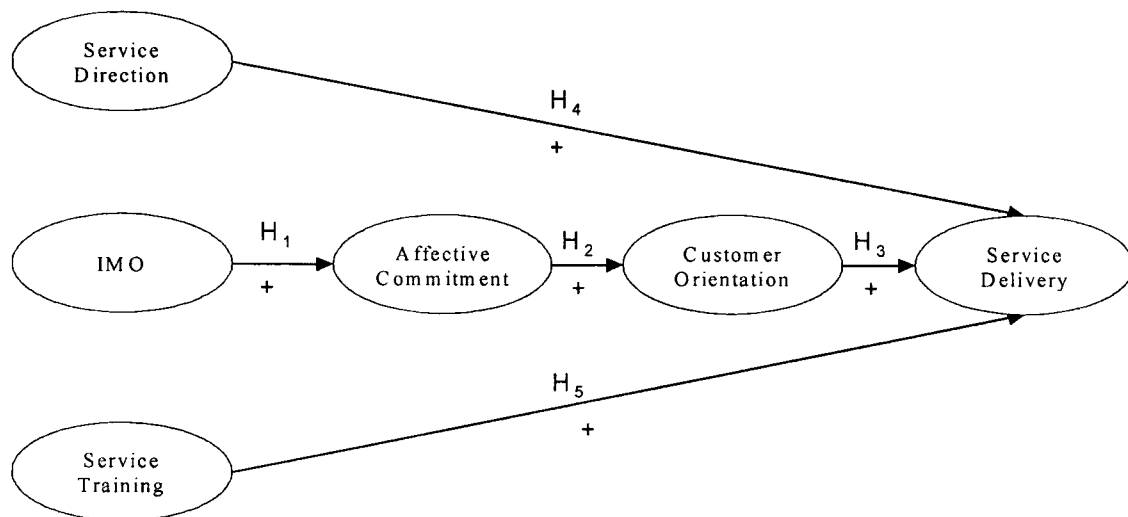 Service
Direction
H4
+
IMO
H1
+
Affective
Commitment
H2
+
Customer
Orientation
H3
+
Service
Delivery
H5
+
Service
Training